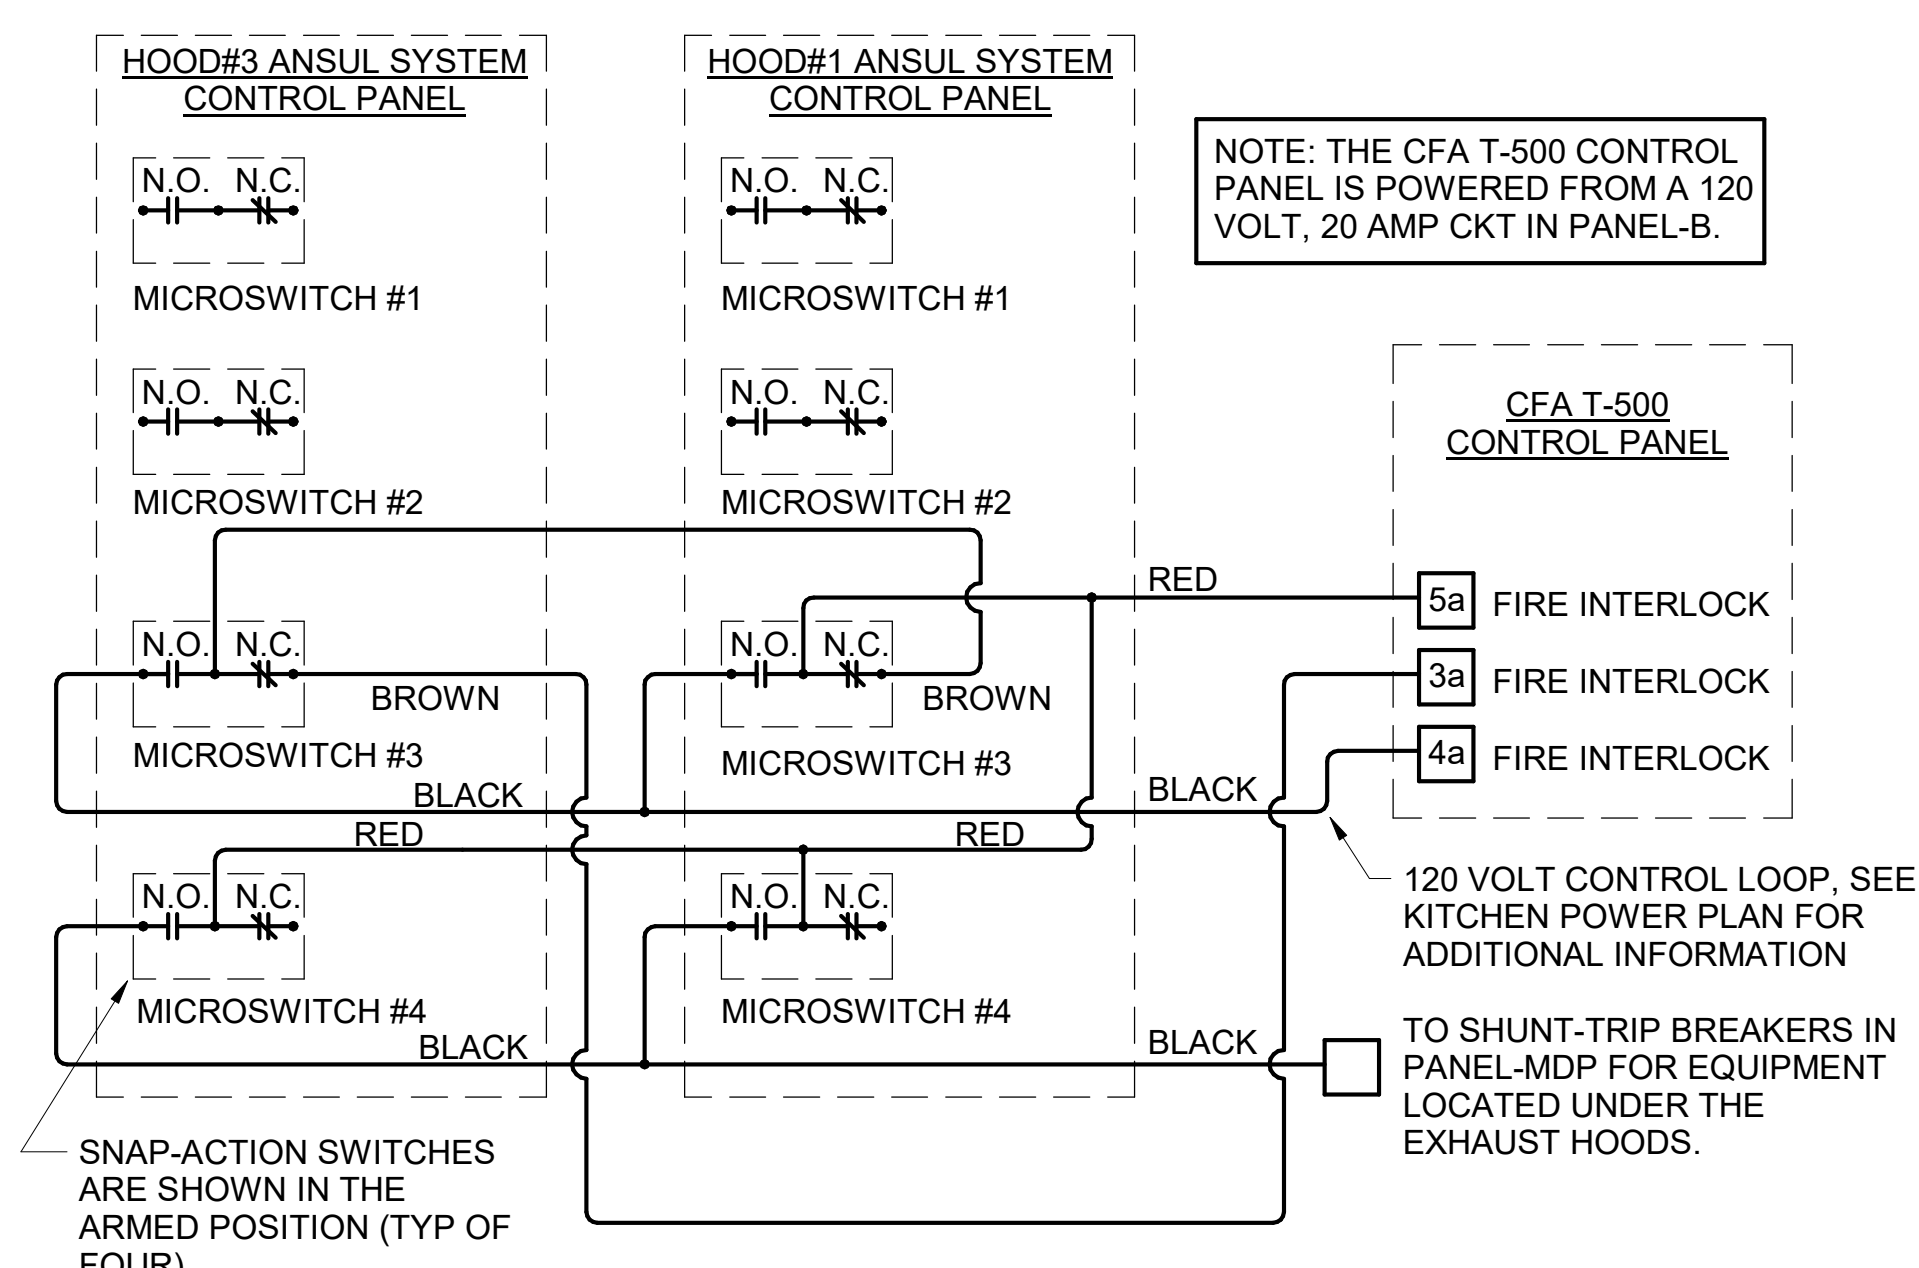 HOOD#3 ANSUL SYSTEM
CONTROL PANEL
N.O. N.C.
MICROSWITCH #1
N.O. N.C.
MICROSWITCH #2
N.O. N.C.
BROWN
MICROSWITCH #3
BLACK
RED
N.O. N.C.
MICROSWITCH #4
BLACK
SNAP-ACTION SWITCHES
ARE SHOWN IN THE
ARMED POSITION (TYP OF
FOUR)
HOOD#1 ANSUL SYSTEM
CONTROL PANEL
N.O. N.C.
MICROSWITCH #1
N.O. N.C.
MICROSWITCH #2
N.O. N.C.
BROWN
MICROSWITCH #3
RED
N.O. N.C.
MICROSWITCH #4
RED
BLACK
BLACK
NOTE: THE CFA T-500 CONTROL
PANEL IS POWERED FROM A 120
VOLT, 20 AMP CKT IN PANEL-B.
CFA T-500
CONTROL PANEL
5a FIRE INTERLOCK
3a FIRE INTERLOCK
4a FIRE INTERLOCK
120 VOLT CONTROL LOOP, SEE
KITCHEN POWER PLAN FOR
ADDITIONAL INFORMATION
TO SHUNT-TRIP BREAKERS IN
PANEL-MDP FOR EQUIPMENT
LOCATED UNDER THE
EXHAUST HOODS.